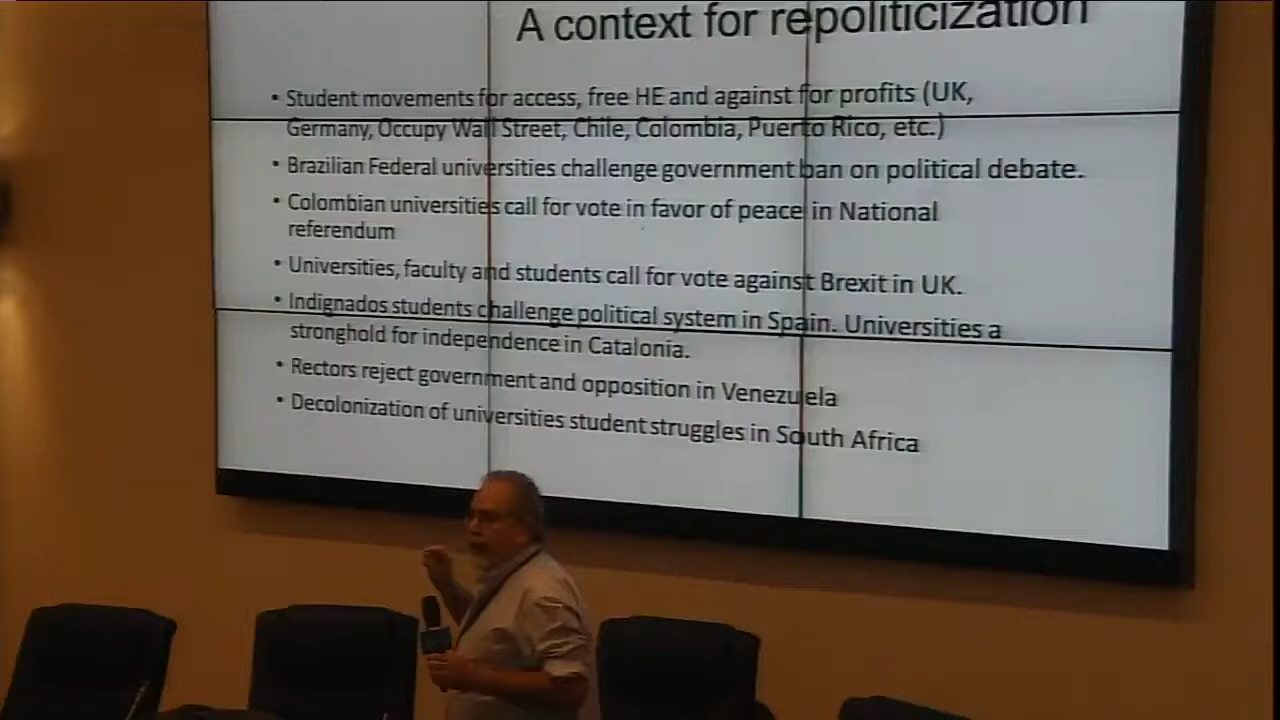 A context for repoliticization
• Student movements for access, free HE and against for profits (UK,
Germany, Occupy Wall Street, Chile, Colombia, Puerto Rico, etc.)
• Brazilian Federal universities challenge government ban on political debate.
• Colombian universities call for vote in favor of peace in National
referendum
• Universities, faculty and students call for vote against Brexit in UK.
• Indignados students challenge political system in Spain. Universities a
stronghold for independence in Catalonia.
• Rectors reject government and opposition in Venezuela
• Decolonization of universities student struggles in South Africa